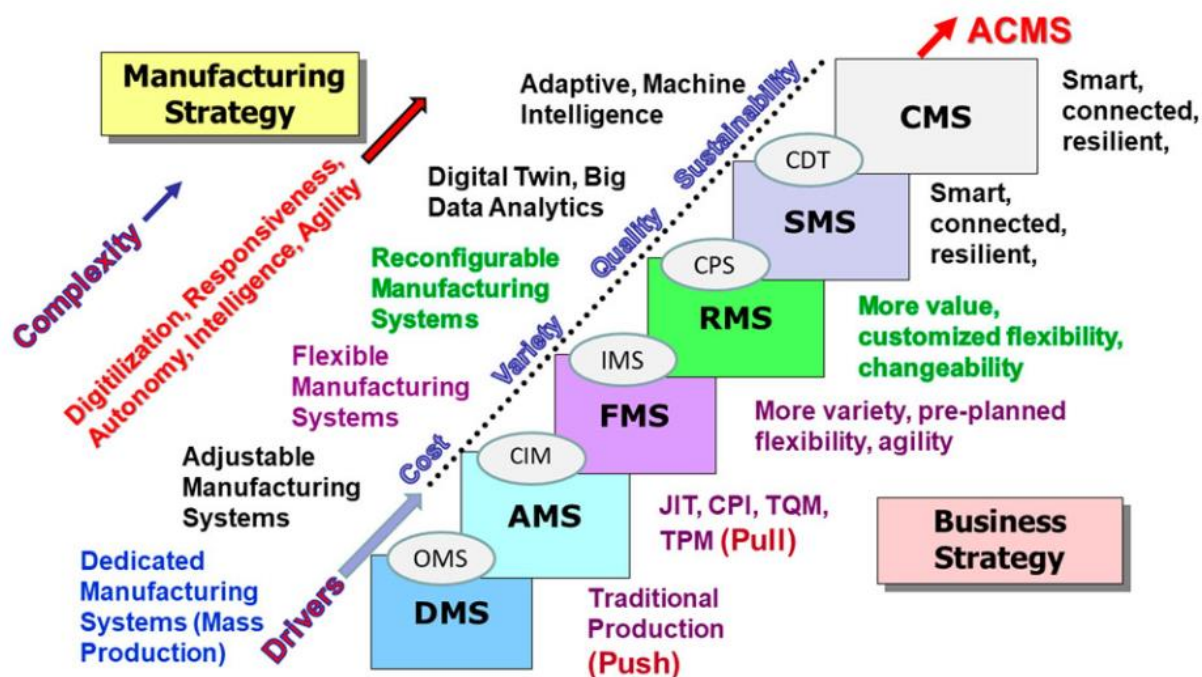 ACMS
Manufacturing
Strategy
Adaptive, Machine
Intelligence
Sustainability
CMS
Smart,
connected,
resilient,
CDT
Complexity
Digitilization, Responsiveness,
Autonomy, Intelligence, Agility
Digital Twin, Big
Data Analytics
Quality
SMS
Smart,
connected,
resilient,
CPS
Reconfigurable
Manufacturing
Systems
Variety
RMS
More value,
customized flexibility,
changeability
IMS
Flexible
Manufacturing
Systems
FMS
More variety, pre-planned
flexibility, agility
Cost
CIM
Adjustable
Manufacturing
Systems
AMS
JIT, CPI, TQM,
TPM (Pull)
Business
Strategy
OMS
Dedicated
Manufacturing
Systems (Mass
Production)
Drivers
DMS
Traditional
Production
(Push)